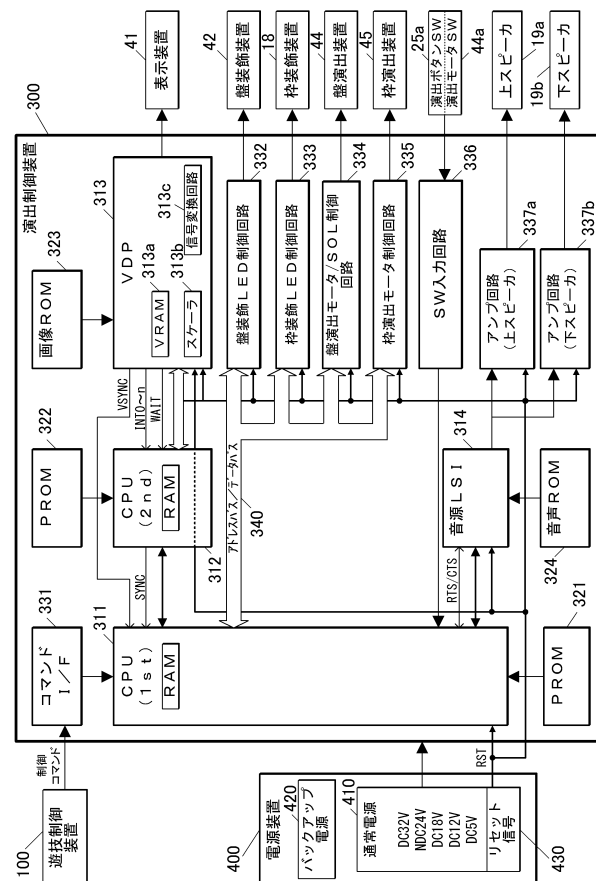 300
演出制御装置
100
遊技制御
装置
制御
コマンド
331
コマンド
I/F
322
PROM
323
画像ROM
311
CPU
(1st)
RAM
SYNC
CPU
(2nd)
RAM
312
VSYNC
INT0~n
WAIT
313
VDP
313a
VRAM
313b
スケーラ
313c
信号変換回路
41
表示装置
アドレスバス/データバス
340
盤装飾LED制御回路
332
42
盤装飾装置
枠装飾LED制御回路
333
18
枠装飾装置
盤演出モータ/SOL制御
回路
334
44
盤演出装置
枠演出モータ制御回路
335
45
枠演出装置
SW入力回路
336
25a
演出ボタンSW
演出モータSW
44a
RTS/CTS
音源LSI
314
音声ROM
324
アンプ回路
(上スピーカ)
337a
上スピーカ
19a
アンプ回路
(下スピーカ)
337b
19b
下スピーカ
321
PROM
RST
400
電源装置
420
バックアップ
電源
410
通常電源
DC32V
NDC24V
DC18V
DC12V
DC5V
リセット
信号
430